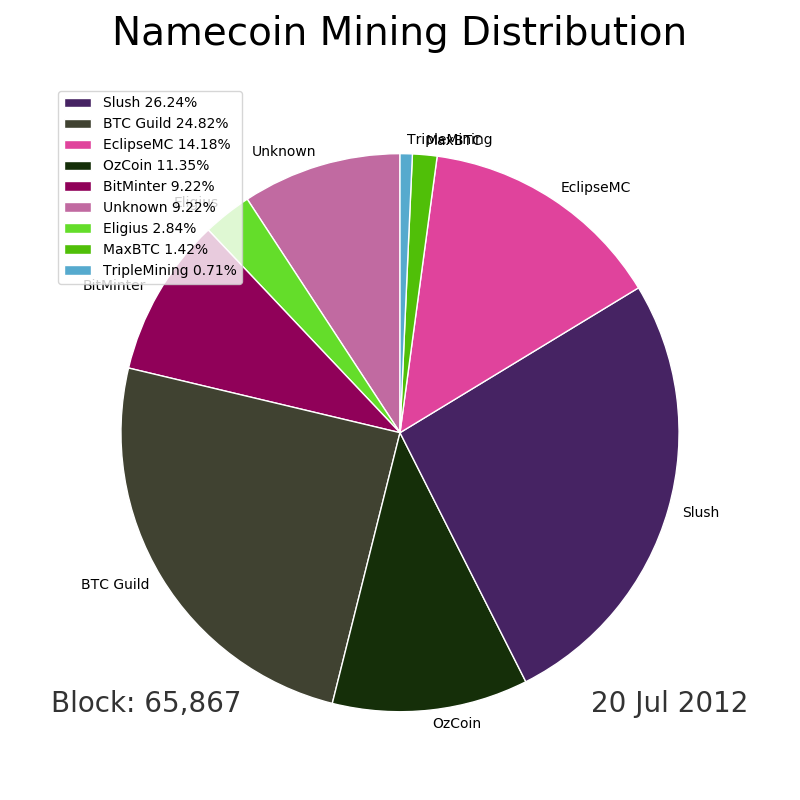 Namecoin Mining Distribution
Slush 26.24%
BTC Guild 24.82%
EclipseMC 14.18%
OzCoin 11.35%
BitMinter 9.22%
Unknown 9.22%
Eligius 2.84%
MaxBTC 1.42%
TripleMining 0.71%
TripleMining
MaxBTC
Unknown
EclipseMC
Eligius
BitMinter
Slush
BTC Guild
OzCoin
Block: 65,867
20 Jul 2012